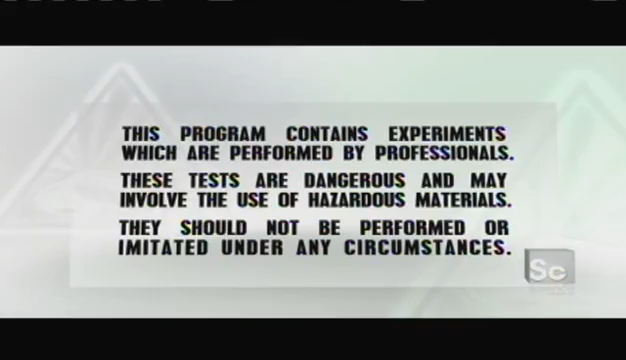 THIS PROGRAM CONTAINS EXPERIMENTS
WHICH ARE PERFORMED BY PROFESSIONALS.
THESE TESTS ARE DANGEROUS AND MAY
INVOLVE THE USE OF HAZARDOUS MATERIALS.
THEY SHOULD NOT BE PERFORMED OR
IMITATED UNDER ANY CIRCUMSTANCES.
Sc